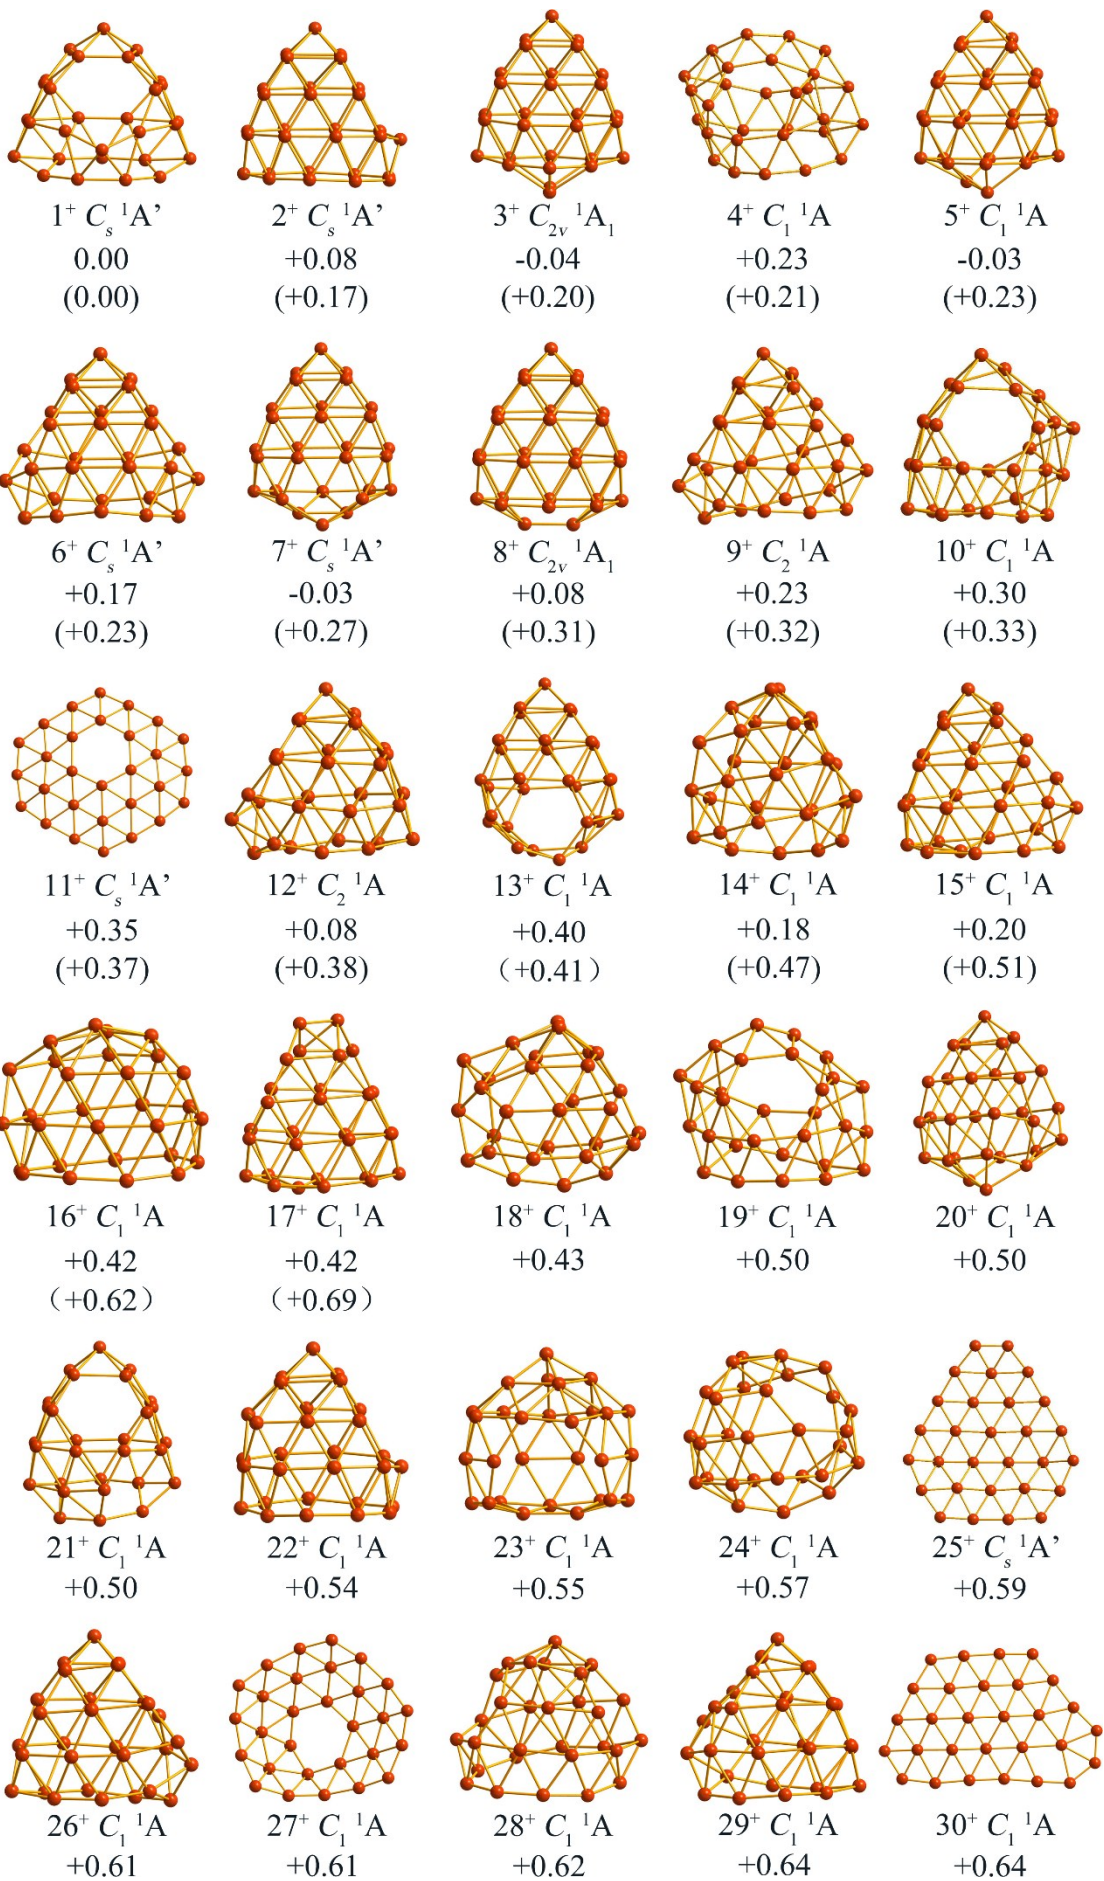 1⁺ Cₛ ¹A’
0.00
(0.00)
2⁺ Cₛ ¹A’
+0.08
(+0.17)
3⁺ C₂ᵥ ¹A₁
-0.04
(+0.20)
4⁺ C₁ ¹A
+0.23
(+0.21)
5⁺ C₁ ¹A
-0.03
(+0.23)
6⁺ Cₛ ¹A’
+0.17
(+0.23)
7⁺ Cₛ ¹A’
-0.03
(+0.27)
8⁺ C₂ᵥ ¹A₁
+0.08
(+0.31)
9⁺ C₂ ¹A
+0.23
(+0.32)
10⁺ C₁ ¹A
+0.30
(+0.33)
11⁺ Cₛ ¹A’
+0.35
(+0.37)
12⁺ C₂ ¹A
+0.08
(+0.38)
13⁺ C₁ ¹A
+0.40
（+0.41）
14⁺ C₁ ¹A
+0.18
(+0.47)
15⁺ C₁ ¹A
+0.20
(+0.51)
16⁺ C₁ ¹A
+0.42
（+0.62）
17⁺ C₁ ¹A
+0.42
（+0.69）
18⁺ C₁ ¹A
+0.43
19⁺ C₁ ¹A
+0.50
20⁺ C₁ ¹A
+0.50
21⁺ C₁ ¹A
+0.50
22⁺ C₁ ¹A
+0.54
23⁺ C₁ ¹A
+0.55
24⁺ C₁ ¹A
+0.57
25⁺ Cₛ ¹A’
+0.59
26⁺ C₁ ¹A
+0.61
27⁺ C₁ ¹A
+0.61
28⁺ C₁ ¹A
+0.62
29⁺ C₁ ¹A
+0.64
30⁺ C₁ ¹A
+0.64